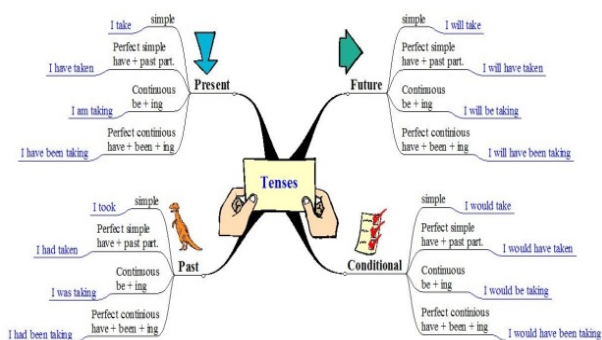 Tenses
Present
I take
simple
Perfect simple
have + past part.
I have taken
Continuous
be + ing
I am taking
Perfect continious
have + been + ing
I have been taking
Future
simple
I will take
Perfect simple
have + past part.
I will have taken
Continuous
be + ing
I will be taking
Perfect continious
have + been + ing
I will have been taking
Past
I took
simple
Perfect simple
have + past part.
I had taken
Continuous
be + ing
I was taking
Perfect continious
have + been + ing
I had been taking
Conditional
simple
I would take
Perfect simple
have + past part.
I would have taken
Continuous
be + ing
I would be taking
Perfect continious
have + been + ing
I would have been taking